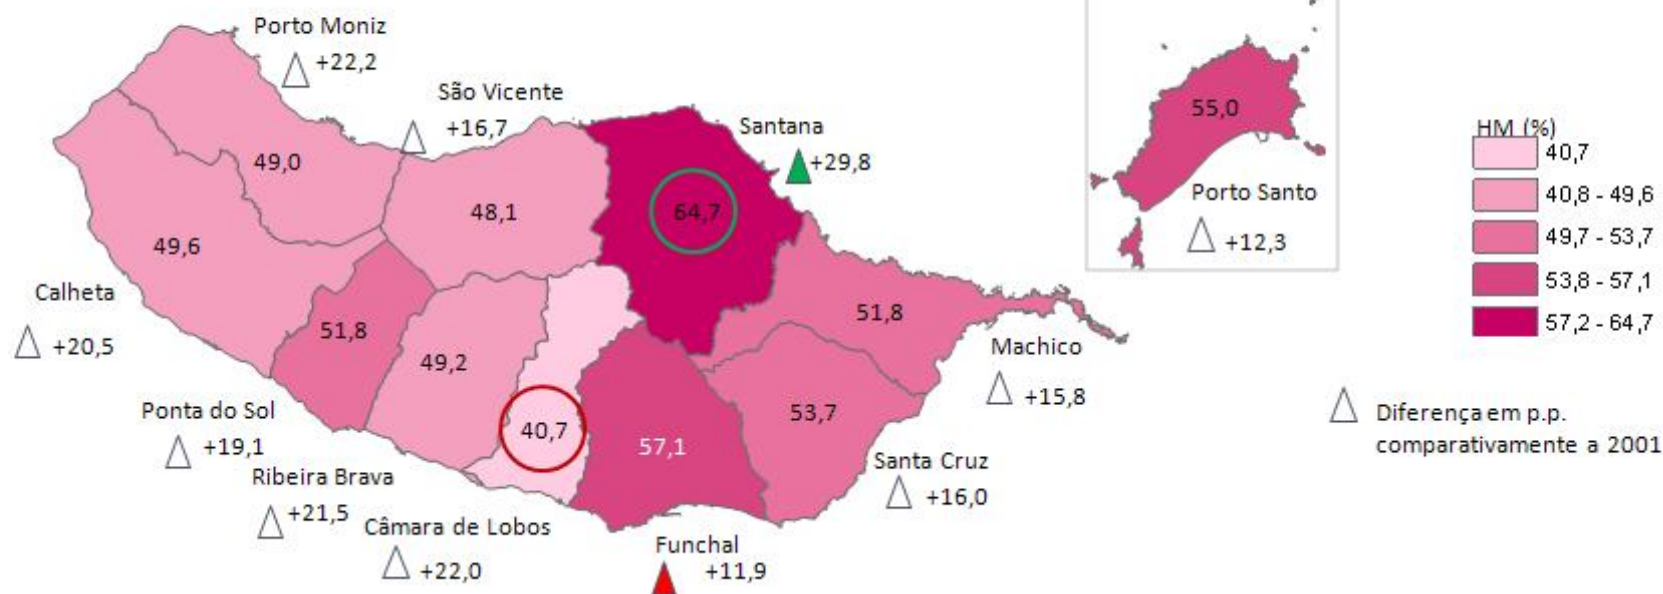 Porto Moniz
+22,2
São Vicente
+16,7
Santana
+29,8
55,0
Porto Santo
+12,3
HM (%)
40,7
40,8 - 49,6
49,7 - 53,7
53,8 - 57,1
57,2 - 64,7
49,0
48,1
64,7
49,6
Calheta
+20,5
51,8
49,2
51,8
Machico
+15,8
40,7
57,1
53,7
Ponta do Sol
+19,1
Ribeira Brava
+21,5
Câmara de Lobos
+22,0
Funchal
+11,9
Santa Cruz
+16,0
Diferença em p.p.
comparativamente a 2001